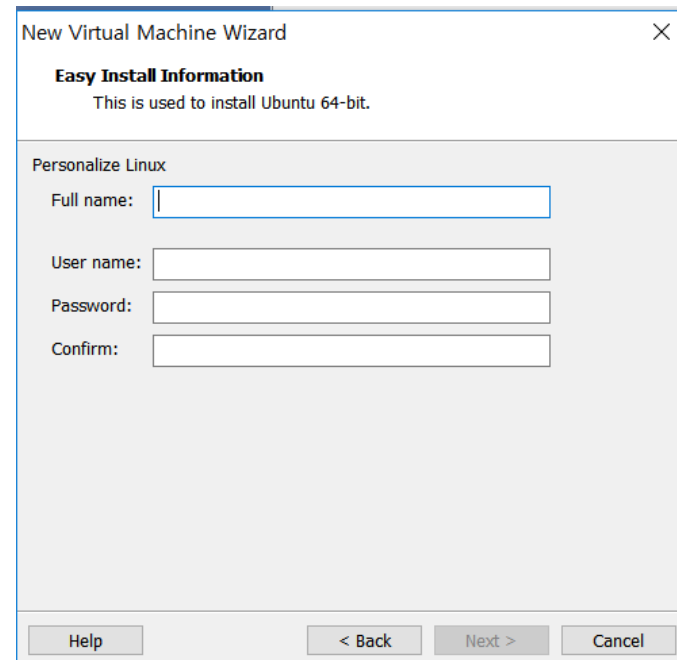 New Virtual Machine Wizard
Easy Install Information
This is used to install Ubuntu 64-bit.
Personalize Linux
Full name:
User name:
Password:
Confirm:
Help < Back Next > Cancel